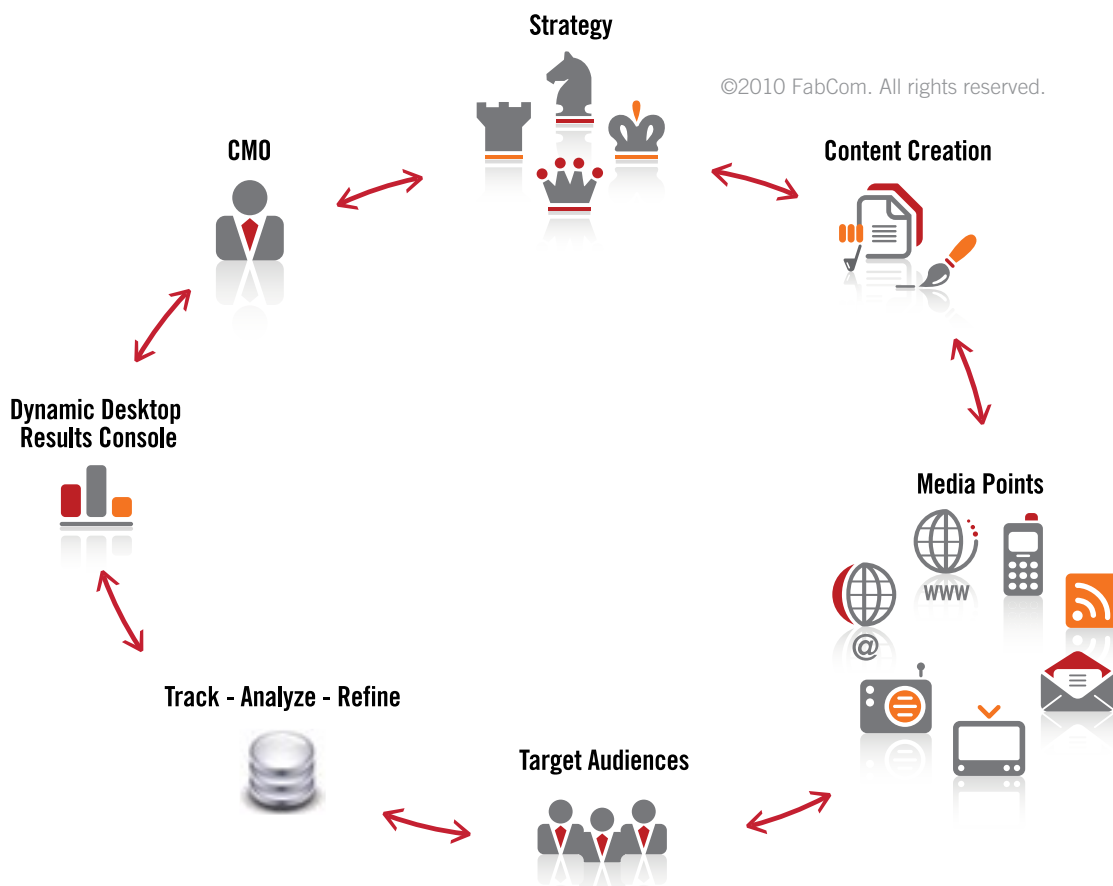 Strategy
©2010 FabCom. All rights reserved.
CMO
Content Creation
Dynamic Desktop
Results Console
Media Points
WWW
@
Track - Analyze - Refine
Target Audiences